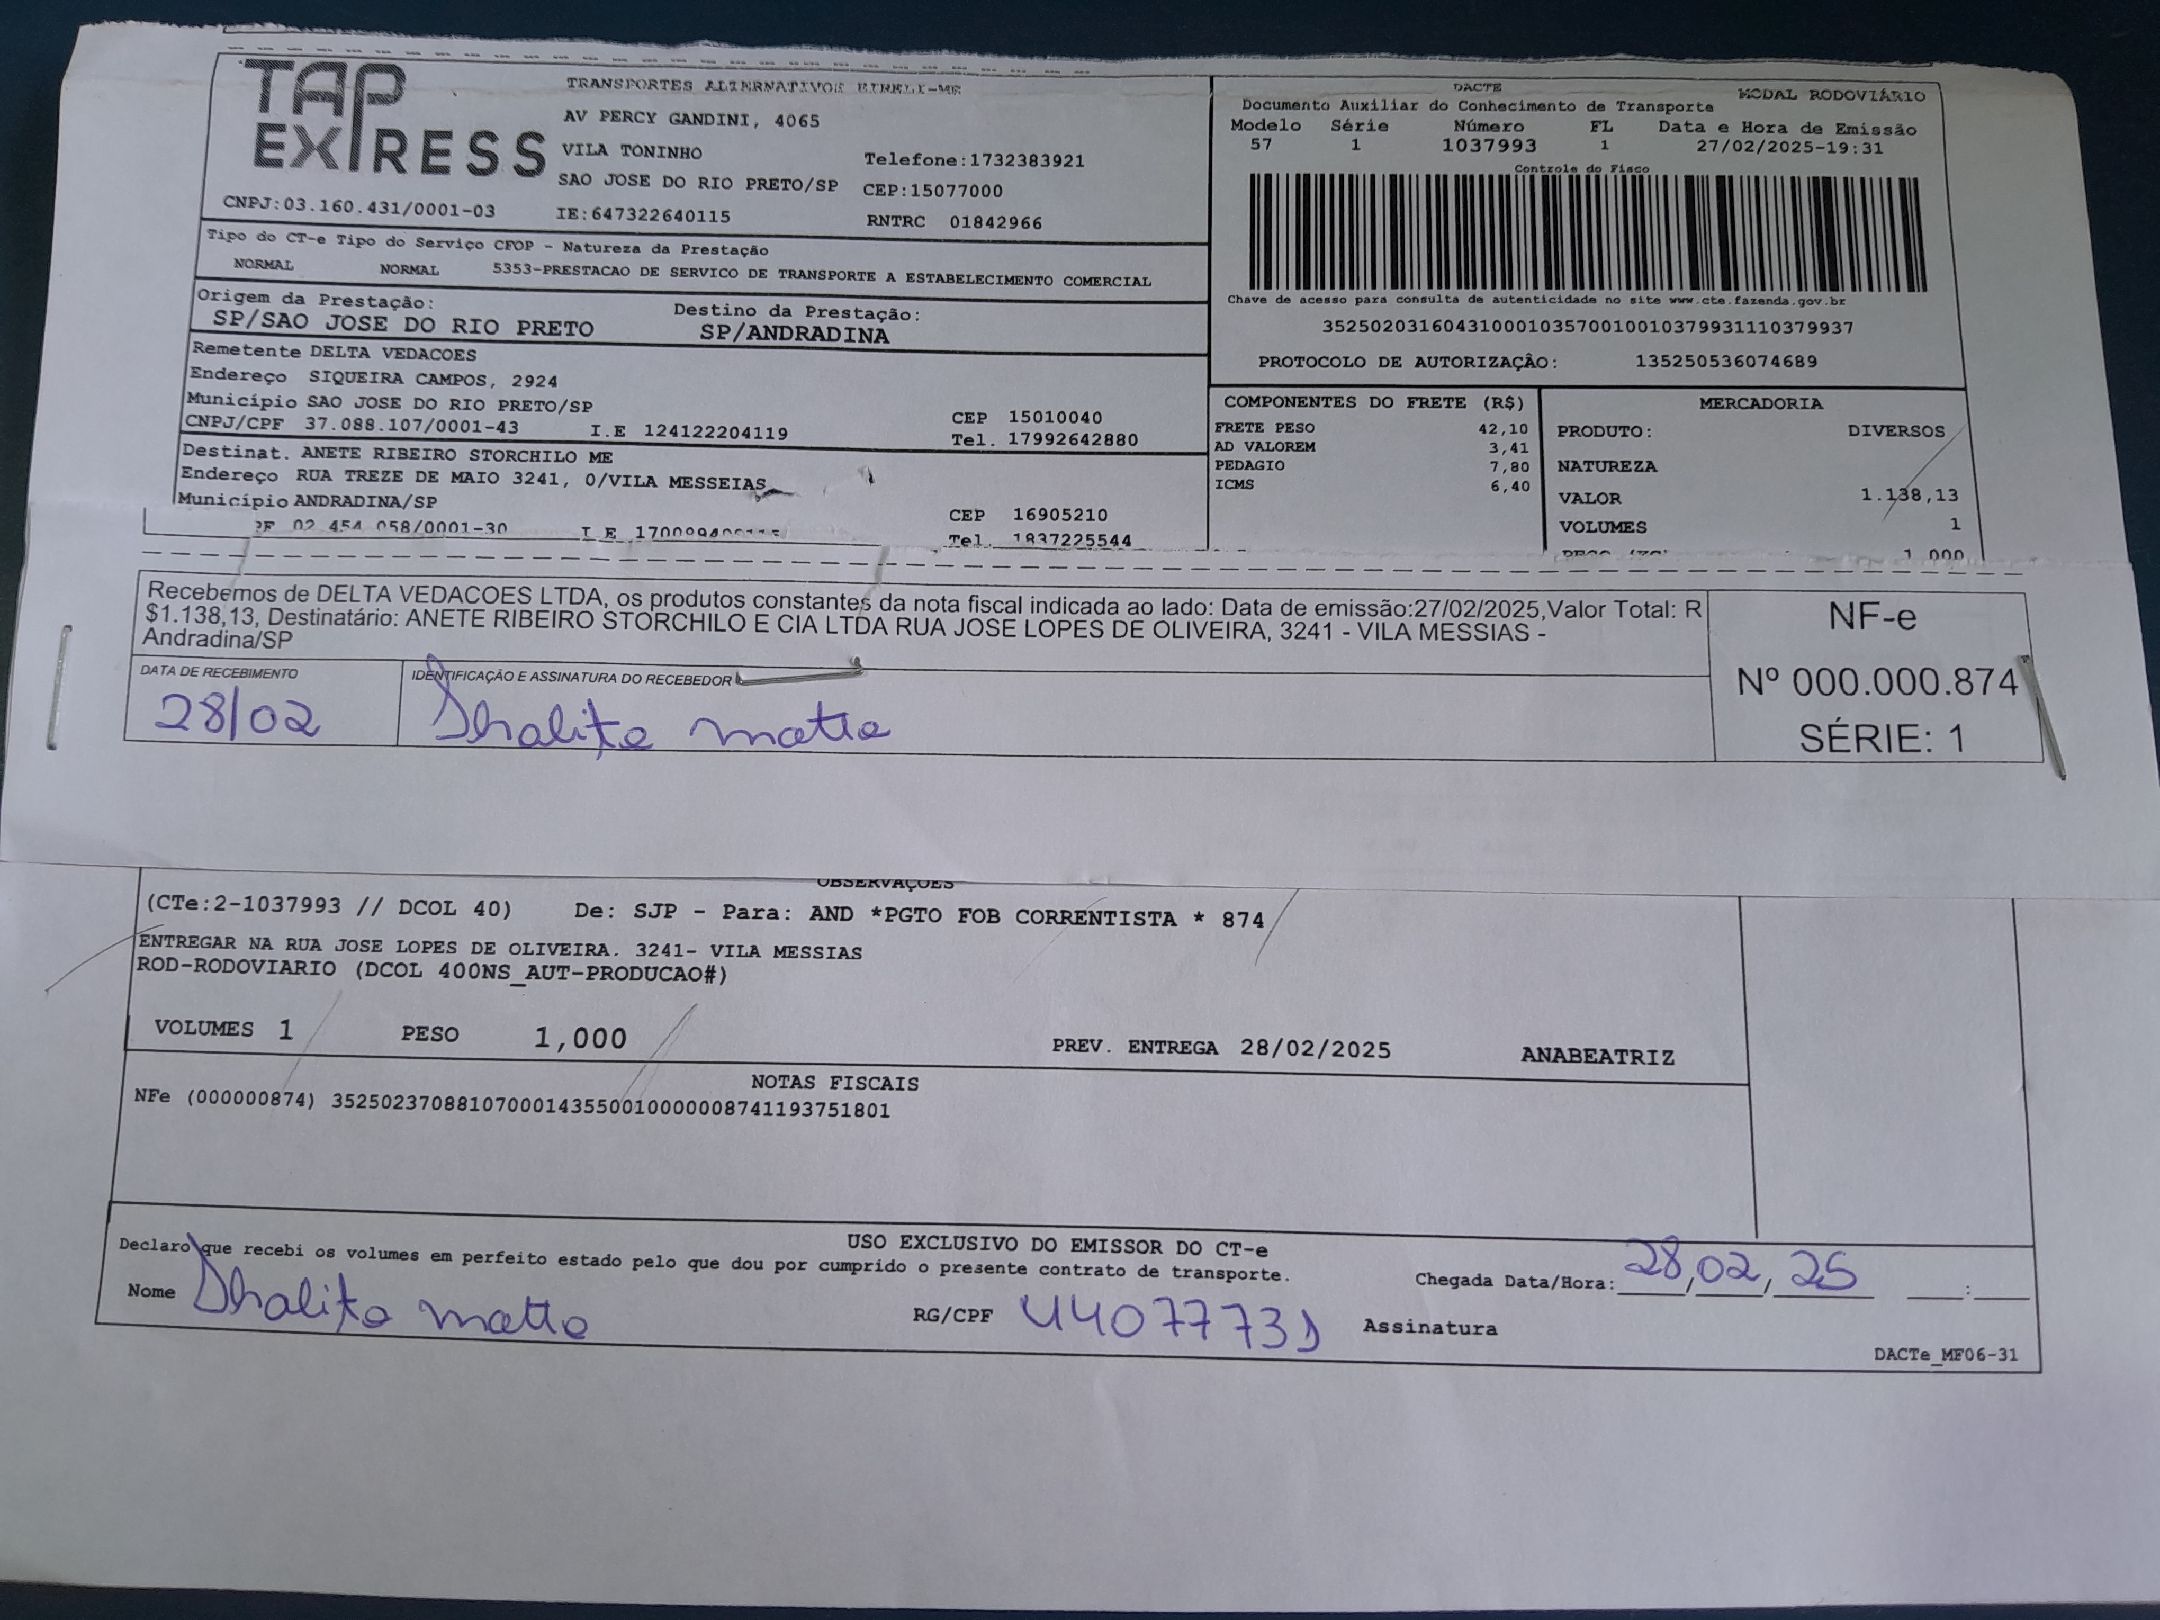 TAP EXPRESS
TRANSPORTES ALTERNATIVOS EIRELI-ME
AV PERCY GANDINI, 4065
VILA TONINHO Telefone:1732383921
SAO JOSE DO RIO PRETO/SP CEP:15077000
CNPJ:03.160.431/0001-03 IE:647322640115 RNTRC 01842966
Tipo do CT-e Tipo do Serviço CFOP - Natureza da Prestação
NORMAL NORMAL 5353-PRESTACAO DE SERVICO DE TRANSPORTE A ESTABELECIMENTO COMERCIAL
Origem da Prestação: Destino da Prestação:
SP/SAO JOSE DO RIO PRETO SP/ANDRADINA
Remetente DELTA VEDACOES
Endereço SIQUEIRA CAMPOS, 2924
Município SAO JOSE DO RIO PRETO/SP CEP 15010040
CNPJ/CPF 37.088.107/0001-43 I.E 124122204119 Tel. 17992642880
Destinat. ANETE RIBEIRO STORCHILO ME
Endereço RUA TREZE DE MAIO 3241, 0/VILA MESSEIAS
Município ANDRADINA/SP CEP 16905210
02.454.058/0001-30 I.E Tel. 1837225544
DACTE MODAL RODOVIÁRIO
Documento Auxiliar do Conhecimento de Transporte
Modelo Série Número FL Data e Hora de Emissão
57 1 1037993 1 27/02/2025-19:31
Controle do Fisco
Chave de acesso para consulta de autenticidade no site www.cte.fazenda.gov.br
35250203160431000103570010010379931110379937
PROTOCOLO DE AUTORIZAÇÃO: 135250536074689
COMPONENTES DO FRETE (R$)
FRETE PESO 42,10
AD VALOREM 3,41
PEDAGIO 7,80
ICMS 6,40
MERCADORIA
PRODUTO: DIVERSOS
NATUREZA
VALOR 1.138,13
VOLUMES 1
1,000
Recebemos de DELTA VEDACOES LTDA, os produtos constantes da nota fiscal indicada ao lado: Data de emissão:27/02/2025,Valor Total: R
$1.138,13, Destinatário: ANETE RIBEIRO STORCHILO E CIA LTDA RUA JOSE LOPES DE OLIVEIRA, 3241 - VILA MESSIAS -
Andradina/SP
DATA DE RECEBIMENTO IDENTIFICAÇÃO E ASSINATURA DO RECEBEDOR
28/02 Dhalita matta
NF-e
Nº 000.000.874
SÉRIE: 1
OBSERVAÇÕES
(CTe:2-1037993 // DCOL 40) De: SJP - Para: AND *PGTO FOB CORRENTISTA * 874
ENTREGAR NA RUA JOSE LOPES DE OLIVEIRA. 3241- VILA MESSIAS
ROD-RODOVIARIO (DCOL 400NS_AUT-PRODUCAO#)
VOLUMES 1 PESO 1,000 PREV. ENTREGA 28/02/2025 ANABEATRIZ
NOTAS FISCAIS
NFe (000000874) 35250237088107000143550010000008741193751801
USO EXCLUSIVO DO EMISSOR DO CT-e
Declaro que recebi os volumes em perfeito estado pelo que dou por cumprido o presente contrato de transporte.
Chegada Data/Hora: 28/02/25 :
Nome Dhalita matta RG/CPF Assinatura
DACTe_MF06-31